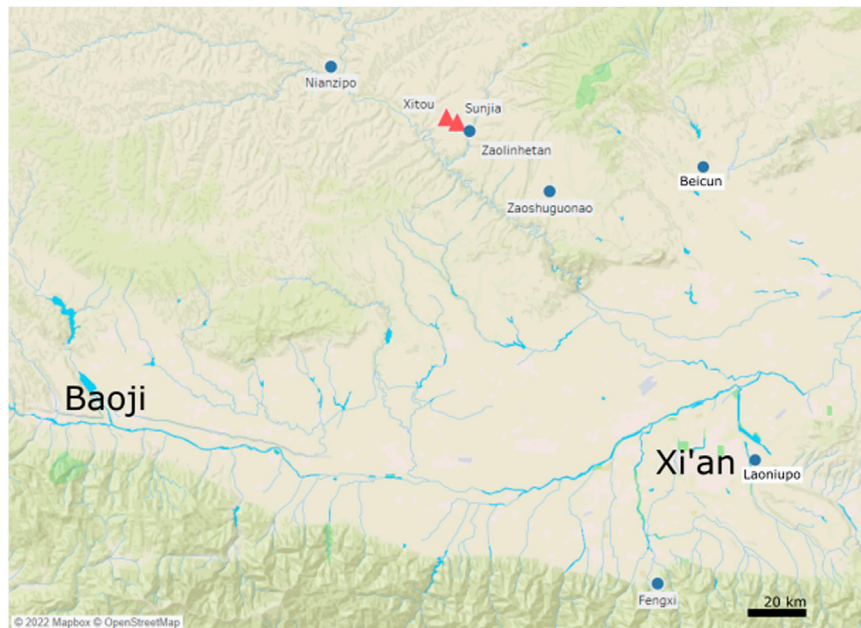 Nianzipo
Xitou
Sunjia
Zaolinhetan
Beicun
Zaoshuguonao
Baoji
Xi'an
Laoniupo
Fengxi
20 km
© 2022 Mapbox © OpenStreetMap